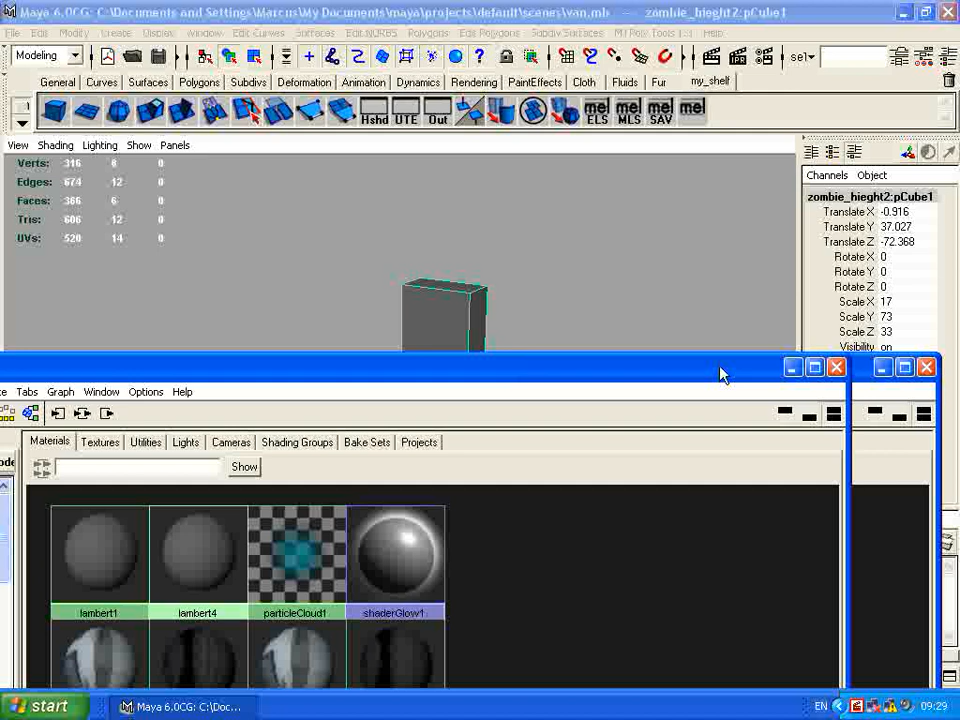 Maya 6.0CG: C:\Documents and Settings\Marcus\My Documents\maya\projects\default\scenes\van.mb --- zombie_hieght2:pCube1
File Edit Modify Create Display Window Edit Curves Surfaces Edit NURBS Polygons Edit Polygons Subdiv Surfaces
Modeling sel
General Curves Surfaces Polygons Subdivs Deformation Animation Dynamics Rendering PaintEffects Cloth Fluids Fur my_shelf
Hshd UTE Out mel ELS mel MLS mel SAV mel
View Shading Lighting Show Panels
Channels Object
Verts: 316 8 0
Edges: 674 12 0
Faces: 366 6 0
Tris: 606 12 0
UVs: 520 14 0
zombie_hieght2:pCube1
Translate X -0.916
Translate Y 37.027
Translate Z -72.368
Rotate X 0
Rotate Y 0
Rotate Z 0
Scale X 17
Scale Y 73
Scale Z 33
Visibility on
Tabs Graph Window Options Help
Materials Textures Utilities Lights Cameras Shading Groups Bake Sets Projects
Show
lambert1 lambert4 particleCloud1 shaderGlow1
start Maya 6.0CG: C:\Doc... EN 09:29